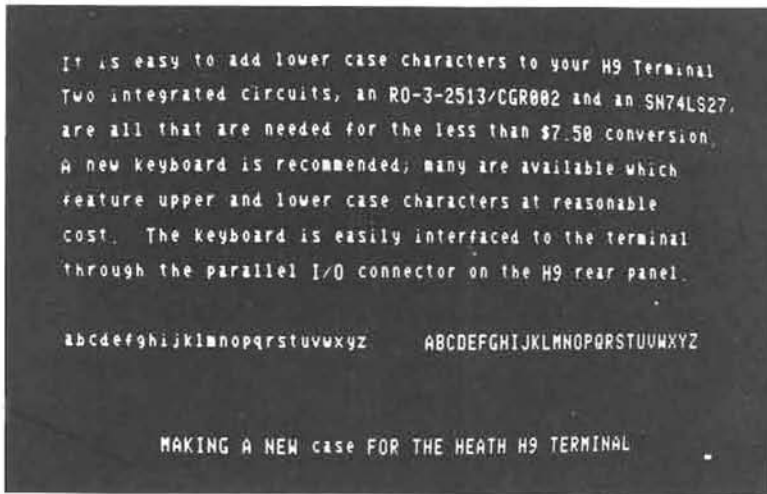 It is easy to add lower case characters to your H9 Terminal
Two integrated circuits, an RO-3-2513/CGR002 and an SN74LS27,
are all that are needed for the less than $7.50 conversion.
A new keyboard is recommended; many are available which
feature upper and lower case characters at reasonable
cost.  The keyboard is easily interfaced to the terminal
through the parallel I/O connector on the H9 rear panel.
abcdefghijklmnopqrstuvwxyz    ABCDEFGHIJKLMNOPQRSTUVWXYZ
MAKING A NEW case FOR THE HEATH H9 TERMINAL